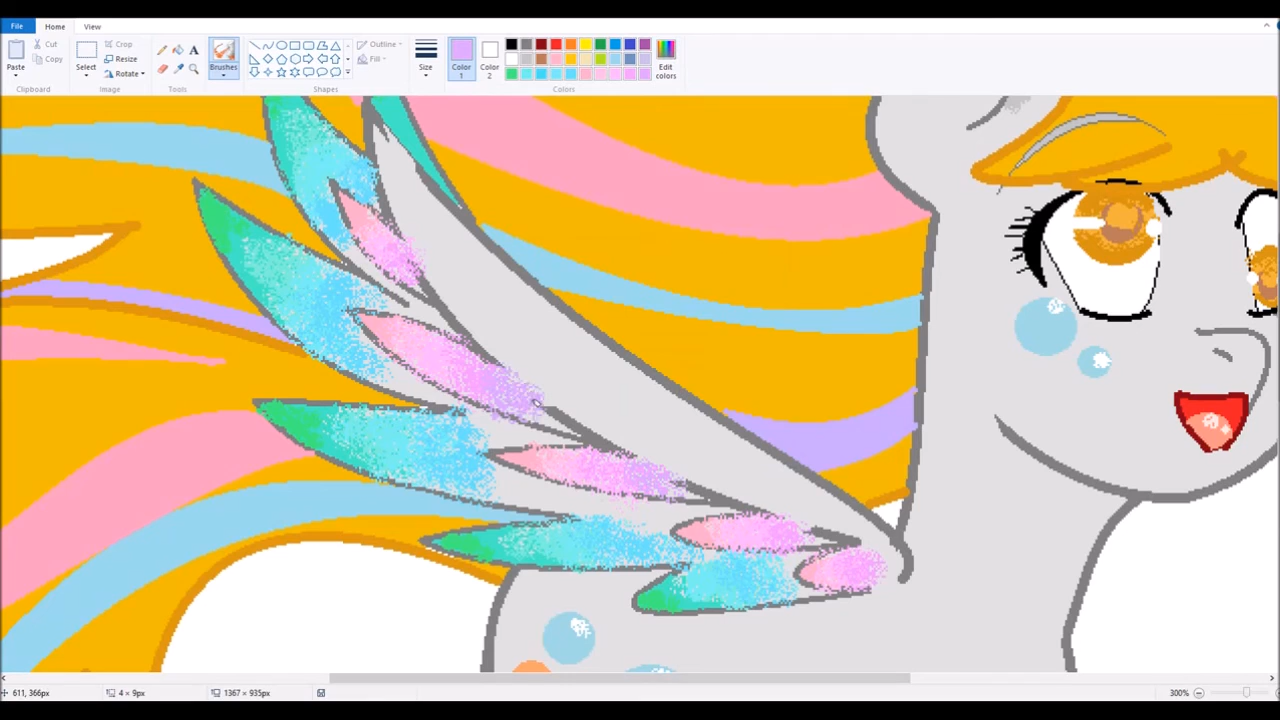 File Home View
Paste
Cut
Copy
Clipboard
Select
Crop
Resize
Rotate
Image
A
Tools
Brushes
Shapes
Outline
Fill
Size
Color 1
Color 2
Colors
Edit colors
611, 366px 4 × 9px 1367 × 935px 300%